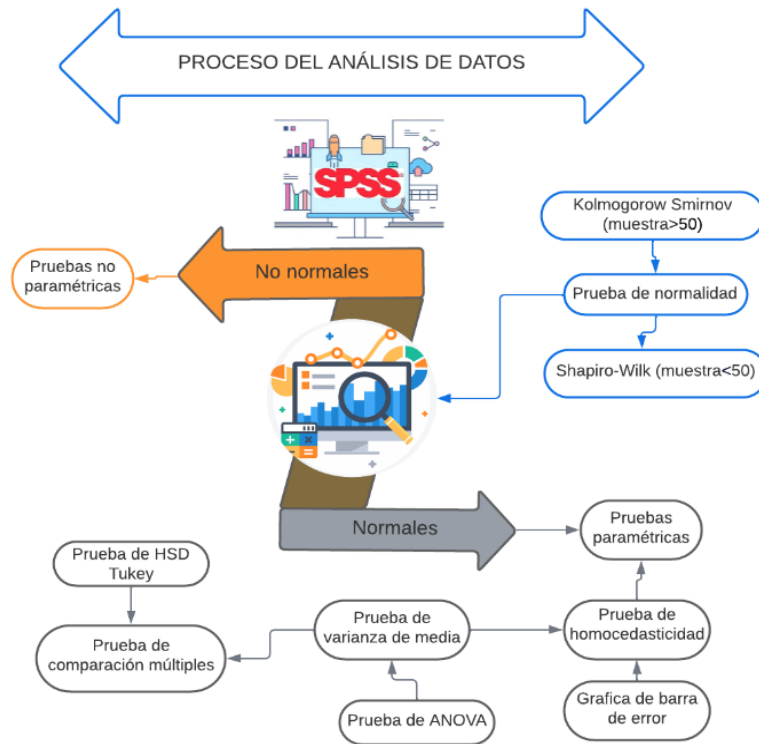 PROCESO DEL ANÁLISIS DE DATOS
SPSS
Kolmogorow Smirnov
(muestra>50)
Pruebas no
paramétricas
No normales
Prueba de normalidad
Shapiro-Wilk (muestra<50)
Normales
Pruebas
paramétricas
Prueba de HSD
Tukey
Prueba de
comparación múltiples
Prueba de
varianza de media
Prueba de
homocedasticidad
Prueba de ANOVA
Grafica de barra
de error